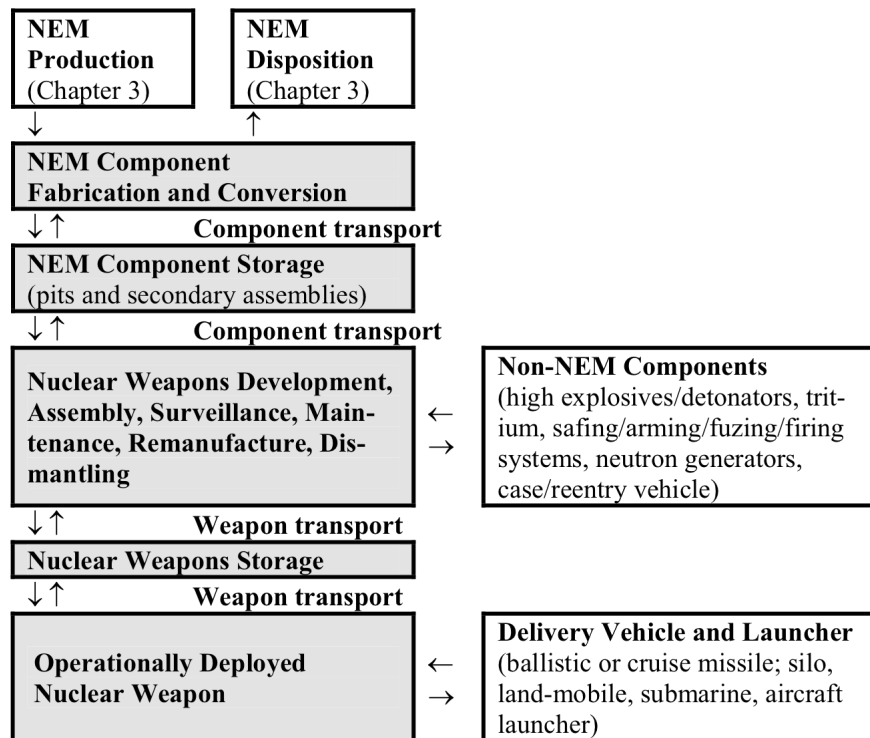 NEM
Production
(Chapter 3)
NEM
Disposition
(Chapter 3)
↓
↑
NEM Component
Fabrication and Conversion
↓↑ Component transport
NEM Component Storage
(pits and secondary assemblies)
↓↑ Component transport
Nuclear Weapons Development,
Assembly, Surveillance, Main-
tenance, Remanufacture, Dis-
mantling
←
→
Non-NEM Components
(high explosives/detonators, trit-
ium, safing/arming/fuzing/firing
systems, neutron generators,
case/reentry vehicle)
↓↑ Weapon transport
Nuclear Weapons Storage
↓↑ Weapon transport
Operationally Deployed
Nuclear Weapon
←
→
Delivery Vehicle and Launcher
(ballistic or cruise missile; silo,
land-mobile, submarine, aircraft
launcher)